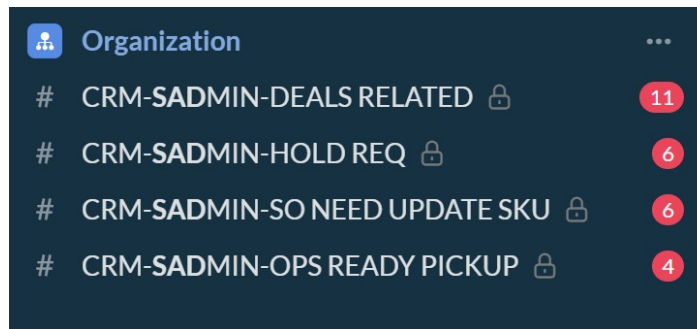 Organization
# CRM-SADMIN-DEALS RELATED 11
# CRM-SADMIN-HOLD REQ 6
# CRM-SADMIN-SO NEED UPDATE SKU 6
# CRM-SADMIN-OPS READY PICKUP 4